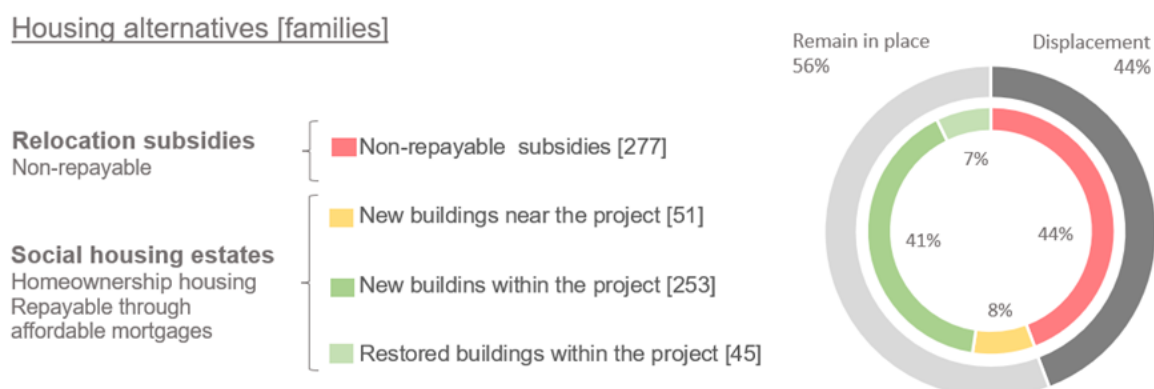 Housing alternatives [families]
Relocation subsidies
Non-repayable
Non-repayable subsidies [277]
Social housing estates
Homeownership housing
Repayable through
affordable mortgages
New buildings near the project [51]
New buildins within the project [253]
Restored buildings within the project [45]
Remain in place
56%
Displacement
44%
7%
41%
44%
8%